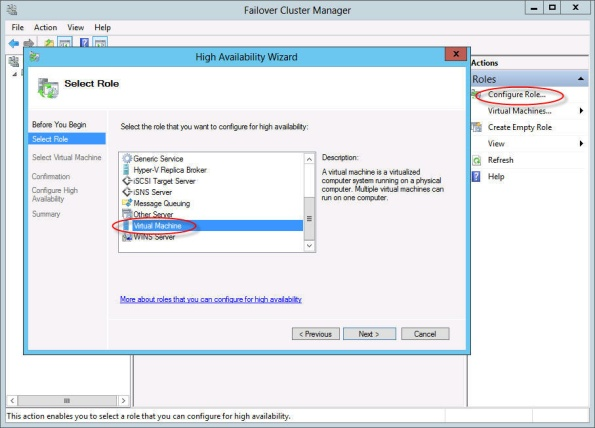 Failover Cluster Manager
File Action View Help
High Availability Wizard
Select Role
Before You Begin
Select Role
Select Virtual Machine
Confirmation
Configure High
Availability
Summary
Select the role that you want to configure for high availability:
Generic Service
Hyper-V Replica Broker
iSCSI Target Server
iSNS Server
Message Queuing
Other Server
Virtual Machine
WINS Server
Description:
A virtual machine is a virtualized
computer system running on a physical
computer. Multiple virtual machines can
run on one computer.
More about roles that you can configure for high availability
< Previous
Next >
Cancel
Actions
Roles
Configure Role...
Virtual Machines...
Create Empty Role
View
Refresh
Help
This action enables you to select a role that you can configure for high availability.